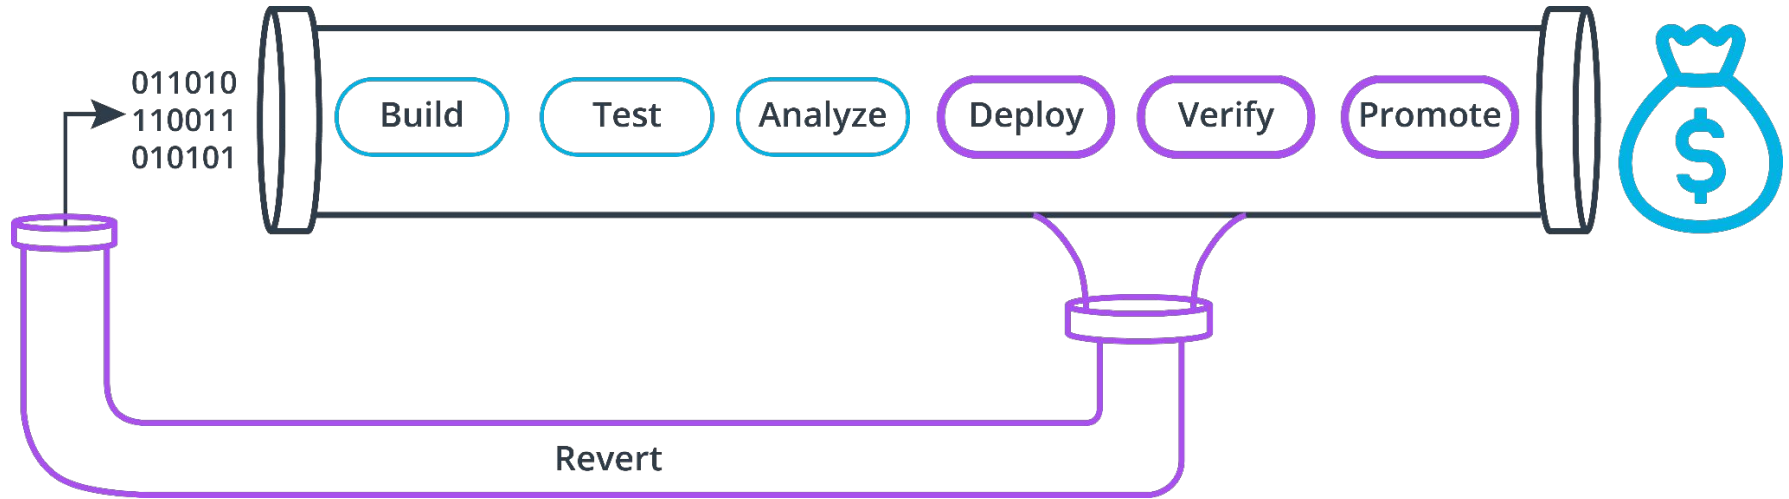 011010
110011
010101
Build
Test
Analyze
Deploy
Verify
Promote
$
Revert